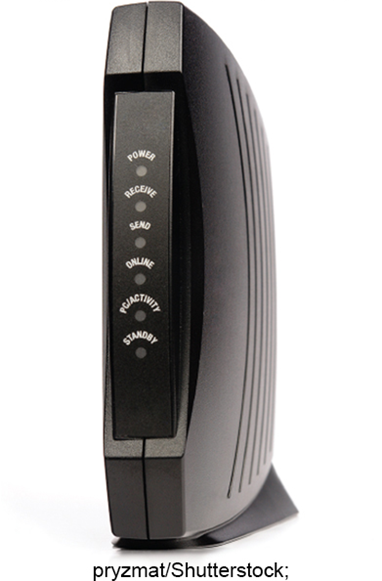 POWER
RECEIVE
SEND
ONLINE
PC/ACTIVITY
STANDBY
pryzmat/Shutterstock;